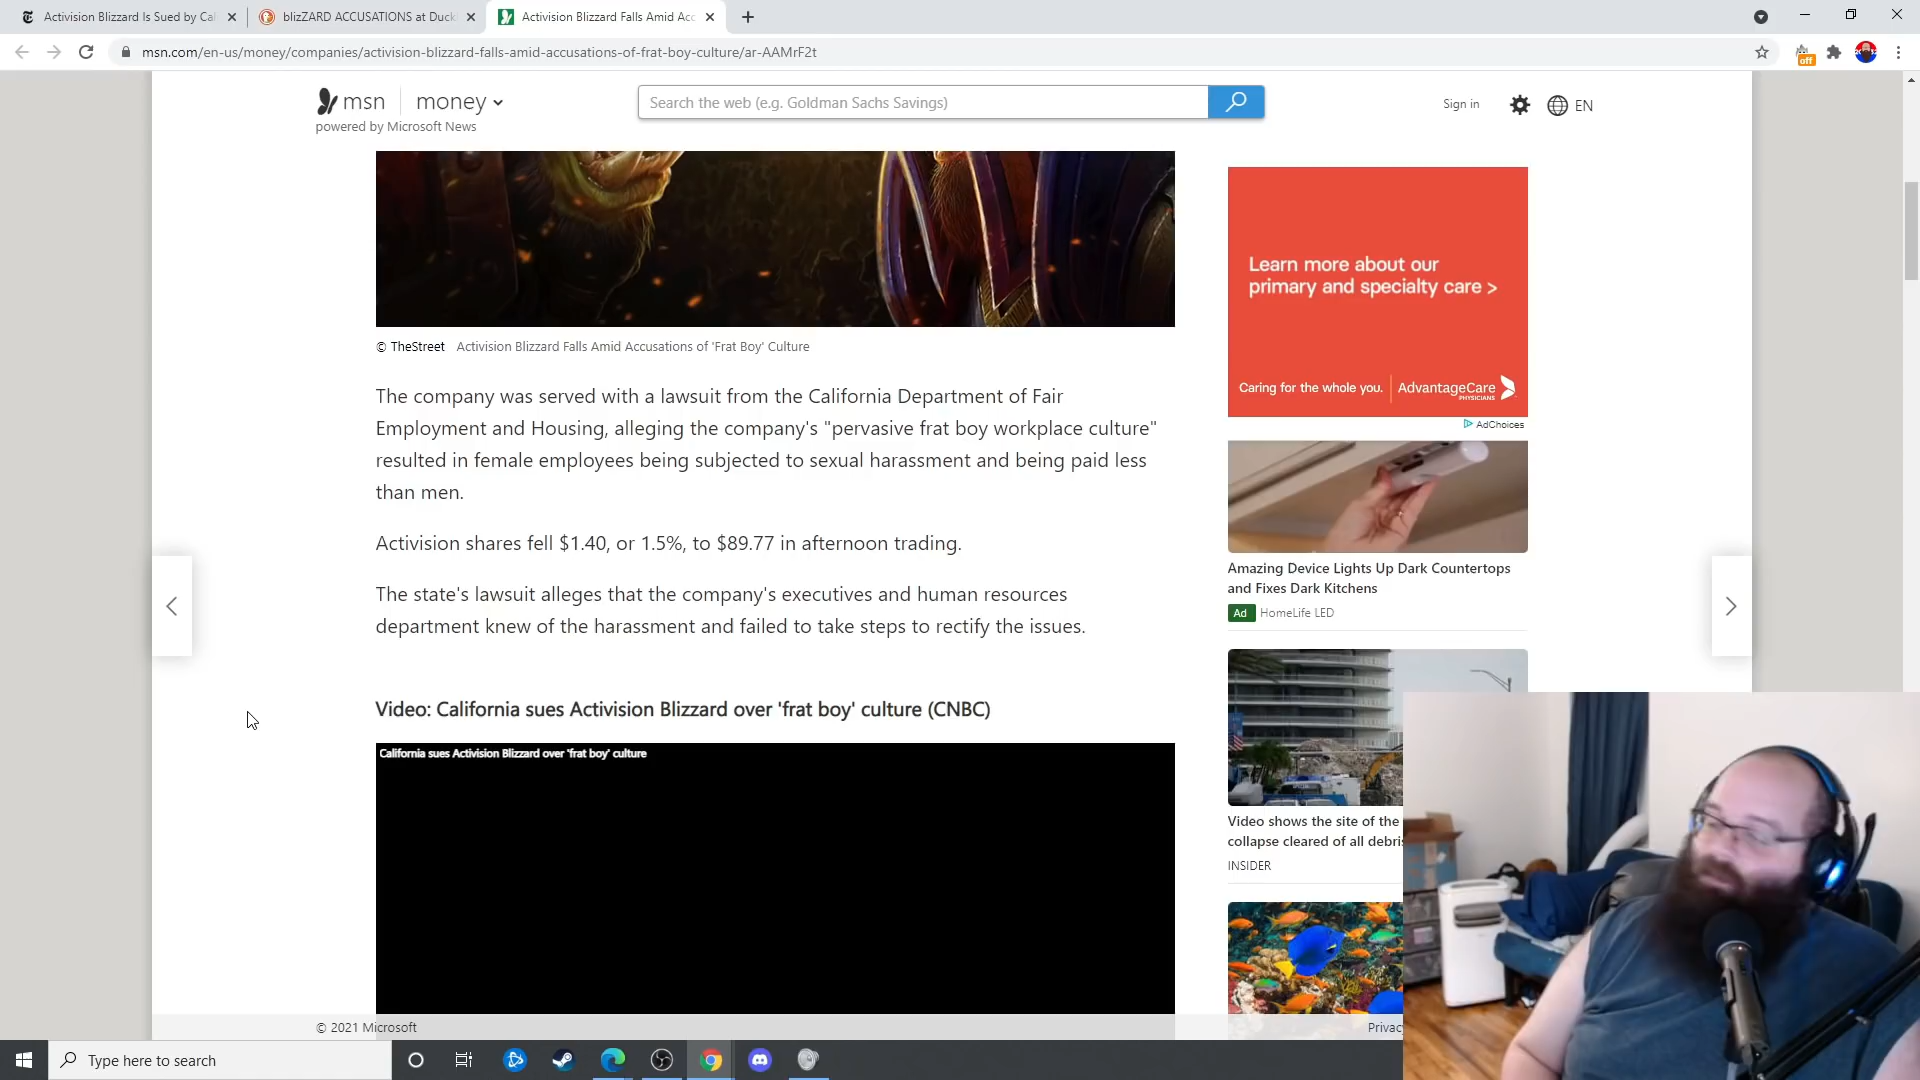 Activision Blizzard Is Sued by Cal
blizZARD ACCUSATIONS at Duck
Activision Blizzard Falls Amid Acc
msn.com/en-us/money/companies/activision-blizzard-falls-amid-accusations-of-frat-boy-culture/ar-AAMrF2t
off
msn money
powered by Microsoft News
Search the web (e.g. Goldman Sachs Savings)
Sign in
EN
© TheStreet Activision Blizzard Falls Amid Accusations of 'Frat Boy' Culture
The company was served with a lawsuit from the California Department of Fair
Employment and Housing, alleging the company's "pervasive frat boy workplace culture"
resulted in female employees being subjected to sexual harassment and being paid less
than men.
Activision shares fell $1.40, or 1.5%, to $89.77 in afternoon trading.
The state's lawsuit alleges that the company's executives and human resources
department knew of the harassment and failed to take steps to rectify the issues.
Video: California sues Activision Blizzard over 'frat boy' culture (CNBC)
California sues Activision Blizzard over 'frat boy' culture
Learn more about our
primary and specialty care >
Caring for the whole you. AdvantageCare
PHYSICIANS
AdChoices
Amazing Device Lights Up Dark Countertops
and Fixes Dark Kitchens
Ad HomeLife LED
Video shows the site of the
collapse cleared of all debris
INSIDER
© 2021 Microsoft
Privacy
Type here to search